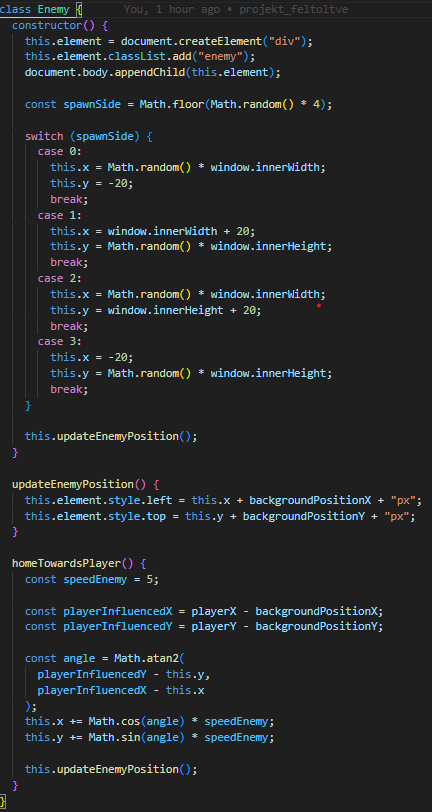 class Enemy {
You, 1 hour ago • projekt_feltoltve
constructor() {
this.element = document.createElement("div");
this.element.classList.add("enemy");
document.body.appendChild(this.element);
const spawnSide = Math.floor(Math.random() * 4);
switch (spawnSide) {
case 0:
this.x = Math.random() * window.innerWidth;
this.y = -20;
break;
case 1:
this.x = window.innerWidth + 20;
this.y = Math.random() * window.innerHeight;
break;
case 2:
this.x = Math.random() * window.innerWidth;
this.y = window.innerHeight + 20;
break;
case 3:
this.x = -20;
this.y = Math.random() * window.innerHeight;
break;
}
this.updateEnemyPosition();
}
updateEnemyPosition() {
this.element.style.left = this.x + backgroundPositionX + "px";
this.element.style.top = this.y + backgroundPositionY + "px";
}
homeTowardsPlayer() {
const speedEnemy = 5;
const playerInfluencedX = playerX - backgroundPositionX;
const playerInfluencedY = playerY - backgroundPositionY;
const angle = Math.atan2(
playerInfluencedY - this.y,
playerInfluencedX - this.x
);
this.x += Math.cos(angle) * speedEnemy;
this.y += Math.sin(angle) * speedEnemy;
this.updateEnemyPosition();
}
}